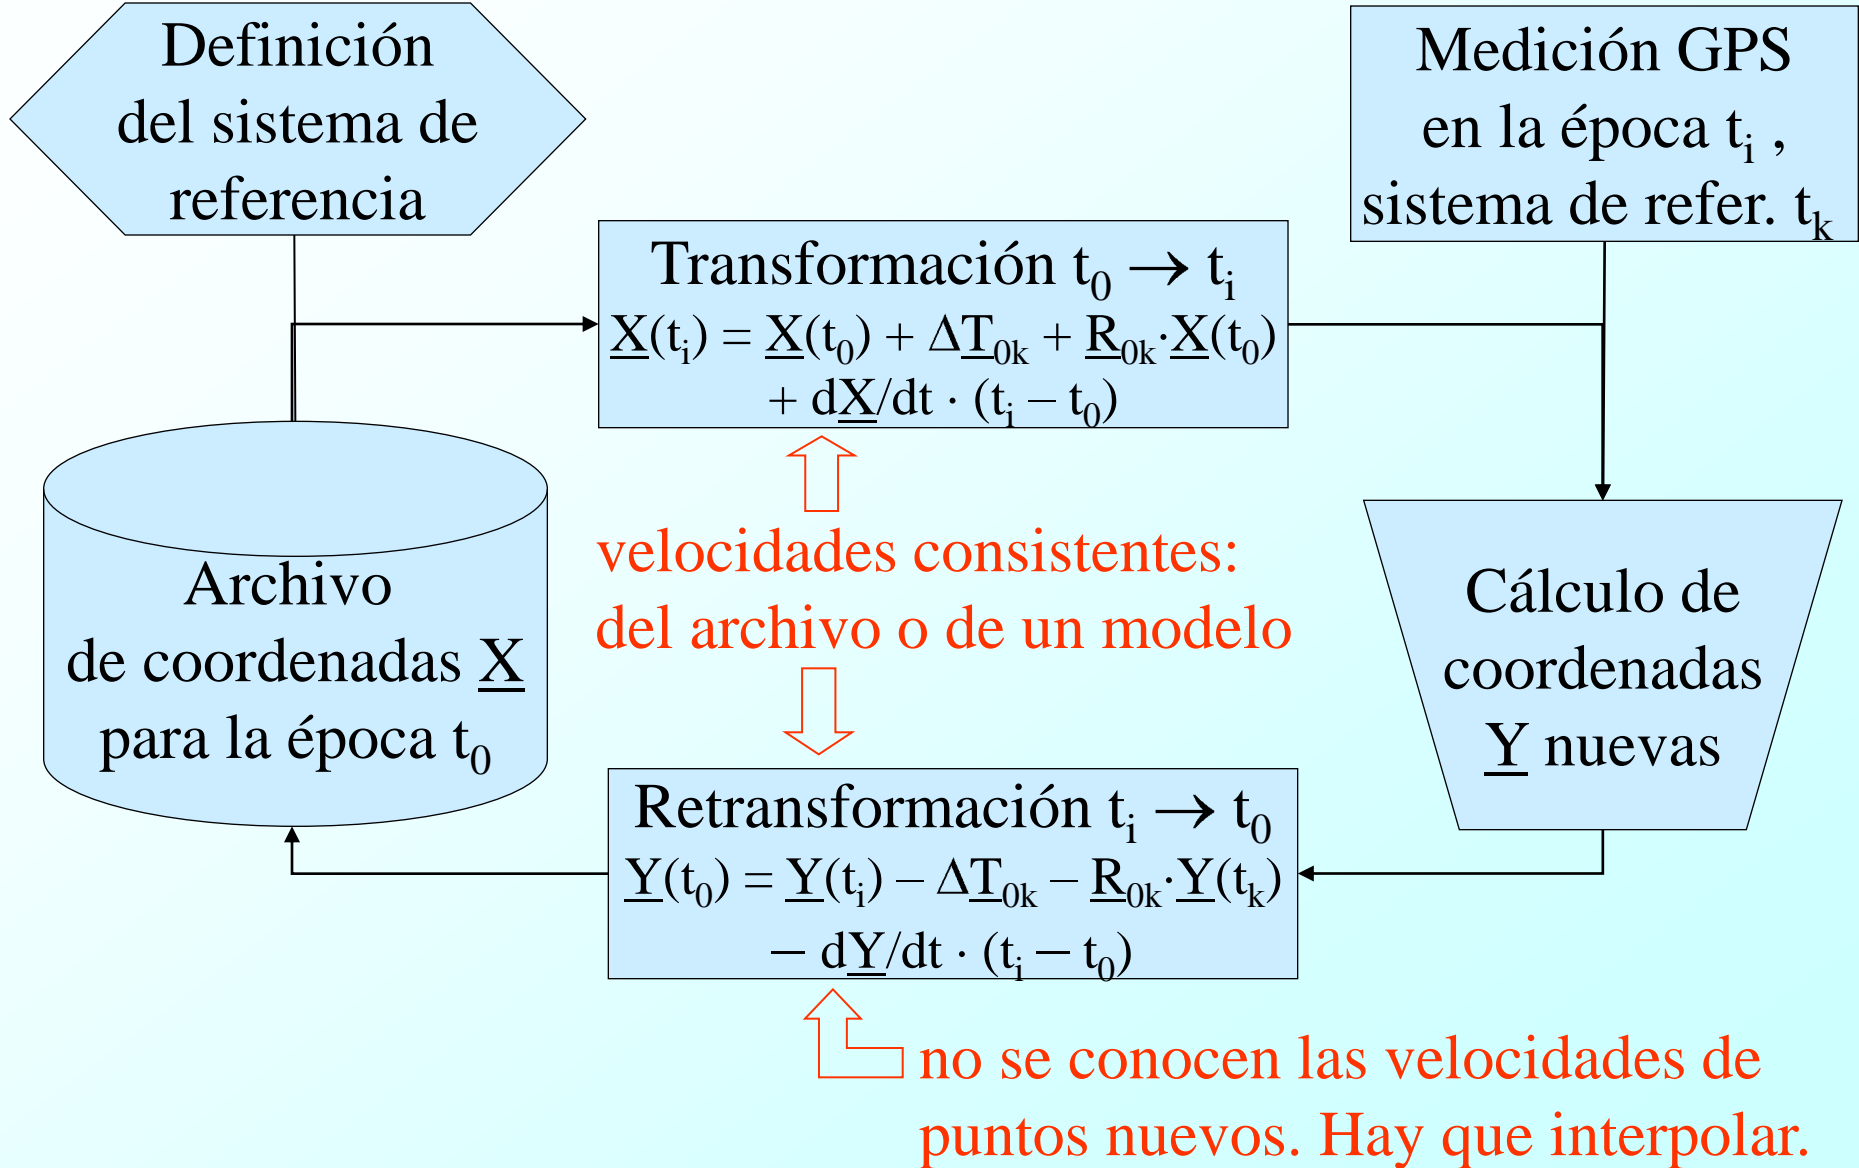 Definición
del sistema de
referencia
Medición GPS
en la época tᵢ ,
sistema de refer. tₖ
Transformación t₀ → tᵢ
X(tᵢ) = X(t₀) + ΔT₀ₖ + R₀ₖ·X(t₀)
+ dX/dt · (tᵢ – t₀)
velocidades consistentes:
del archivo o de un modelo
Archivo
de coordenadas X
para la época t₀
Cálculo de
coordenadas
Y nuevas
Retransformación tᵢ → t₀
Y(t₀) = Y(tᵢ) – ΔT₀ₖ – R₀ₖ·Y(tₖ)
– dY/dt · (tᵢ – t₀)
no se conocen las velocidades de
puntos nuevos. Hay que interpolar.